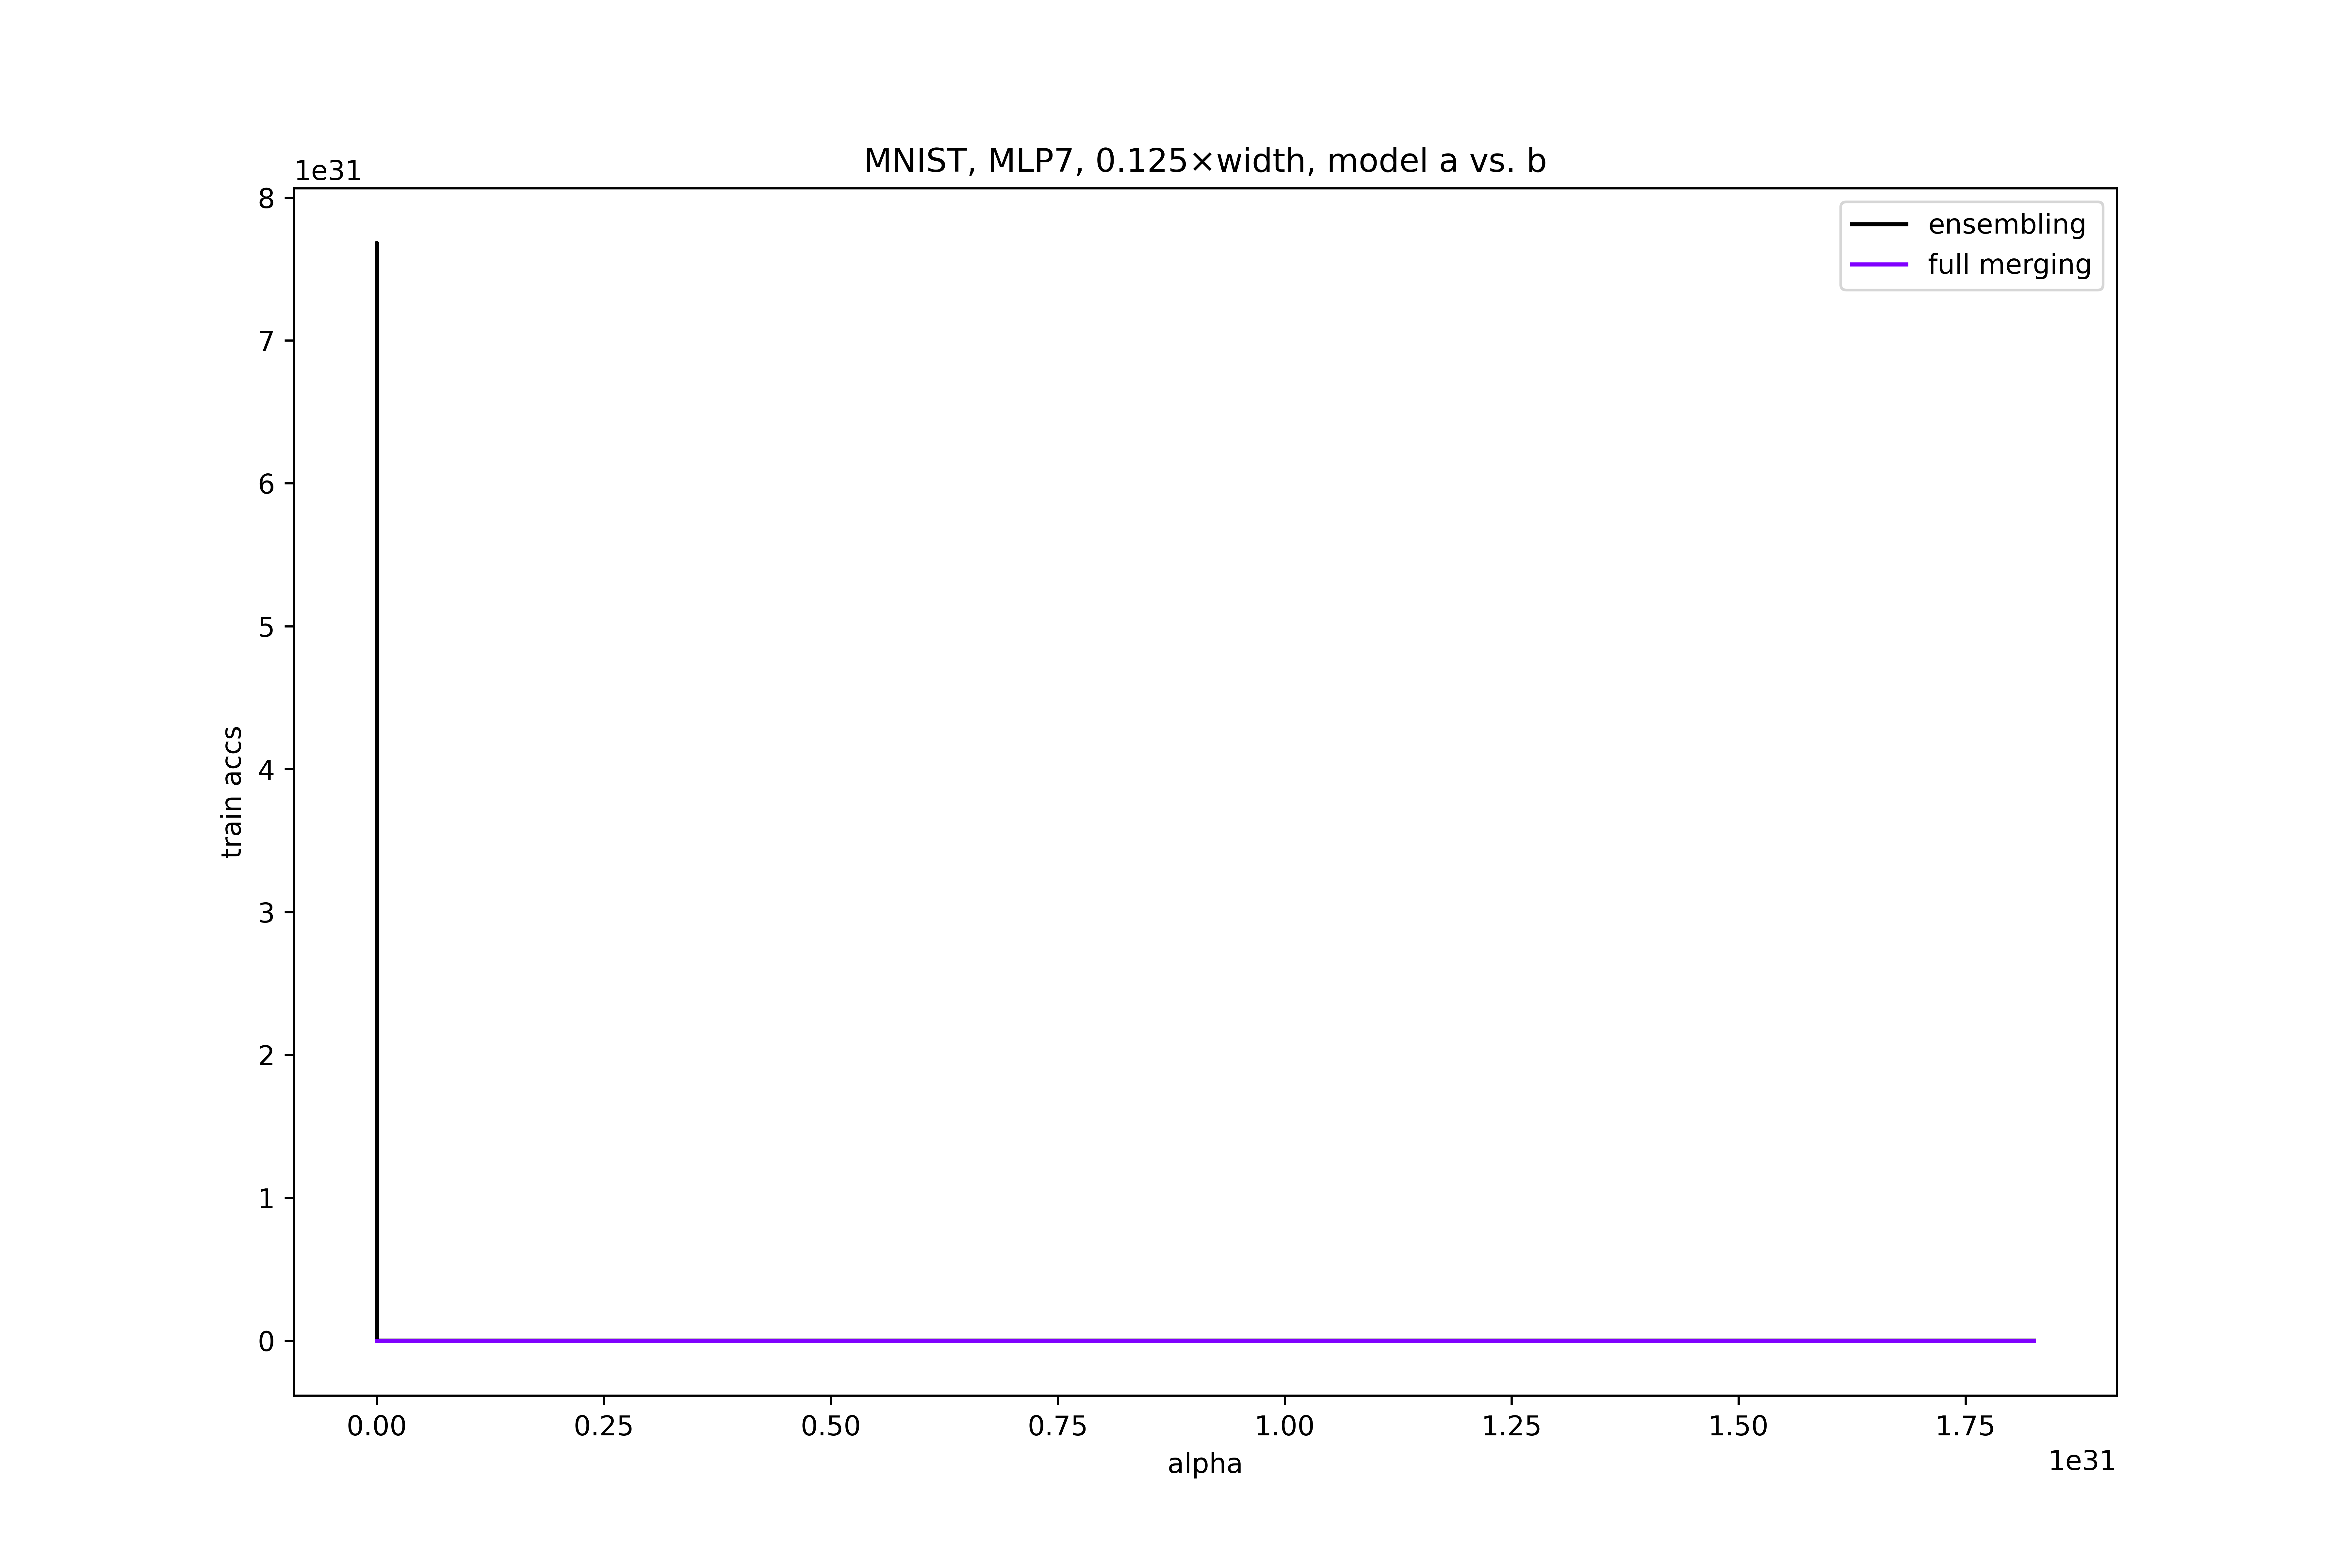 MNIST, MLP7, 0.125×width, model a vs. b
1e31
8
7
6
5
4
3
2
1
0
train accs
ensembling
full merging
0.00 0.25 0.50 0.75 1.00 1.25 1.50 1.75
alpha
1e31